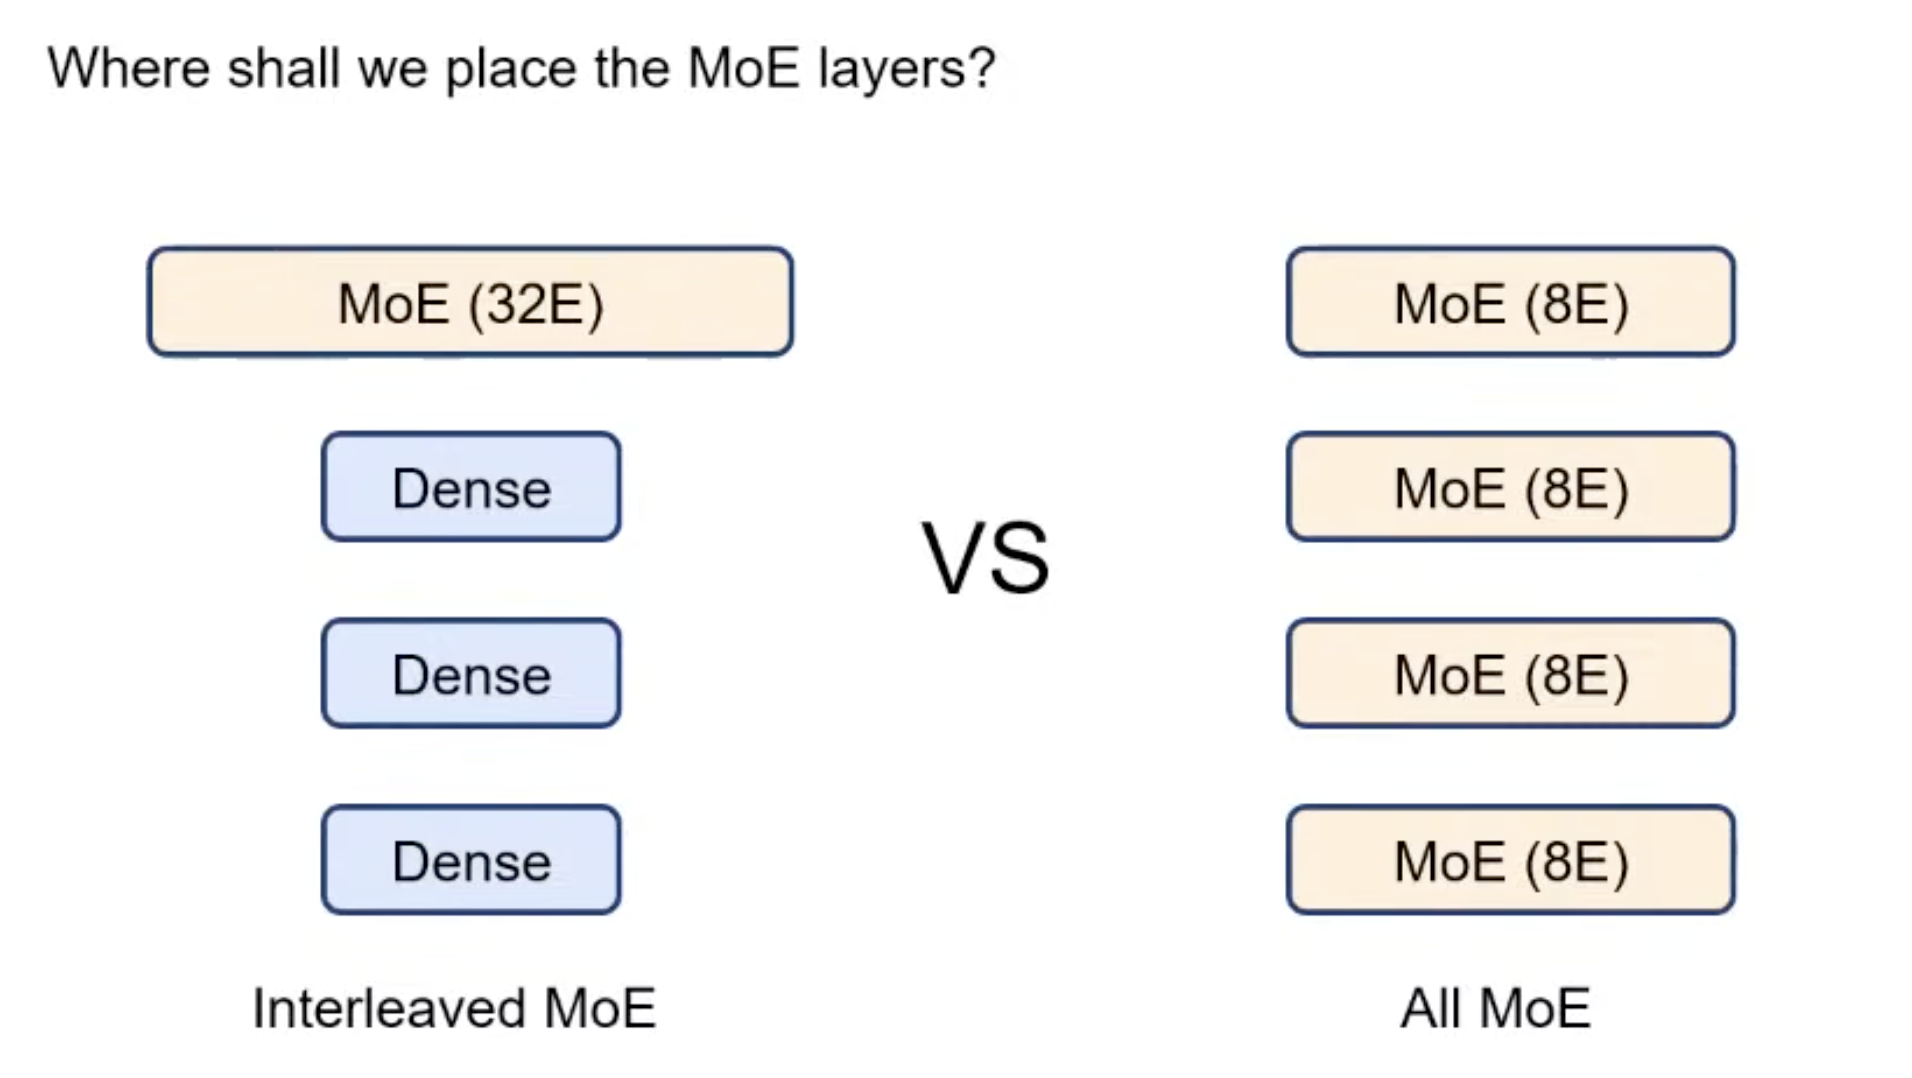 Where shall we place the MoE layers?
MoE (32E)
Dense
Dense
Dense
Interleaved MoE
VS
MoE (8E)
MoE (8E)
MoE (8E)
MoE (8E)
All MoE